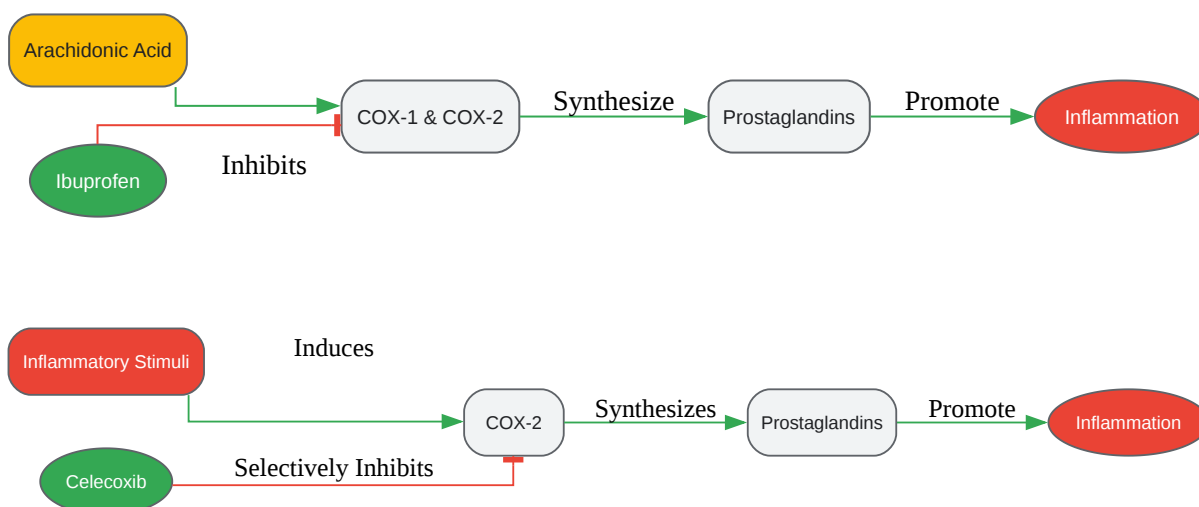 Arachidonic Acid
COX-1 & COX-2
Synthesize
Prostaglandins
Promote
Inflammation
Inhibits
Ibuprofen
Induces
Inflammatory Stimuli
COX-2
Synthesizes
Prostaglandins
Promote
Inflammation
Selectively Inhibits
Celecoxib